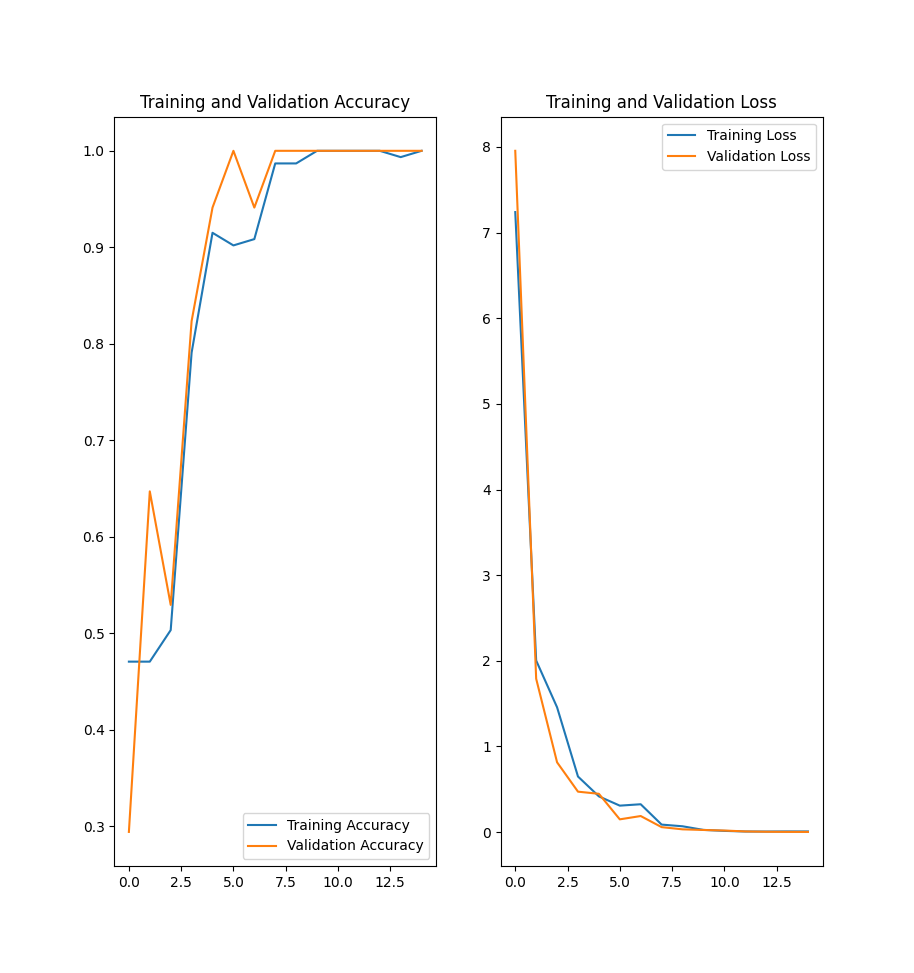 Training and Validation Accuracy
1.0
0.9
0.8
0.7
0.6
0.5
0.4
0.3
Training Accuracy
Validation Accuracy
0.0 2.5 5.0 7.5 10.0 12.5
Training and Validation Loss
Training Loss
Validation Loss
8
7
6
5
4
3
2
1
0
0.0 2.5 5.0 7.5 10.0 12.5